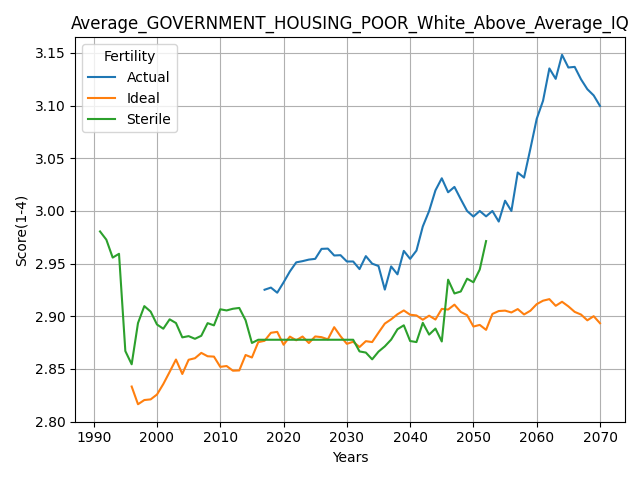 Average_GOVERNMENT_HOUSING_POOR_White_Above_Average_IQ
Fertility
Actual
Ideal
Sterile
Score(1-4)
3.15
3.10
3.05
3.00
2.95
2.90
2.85
2.80
1990 2000 2010 2020 2030 2040 2050 2060 2070
Years